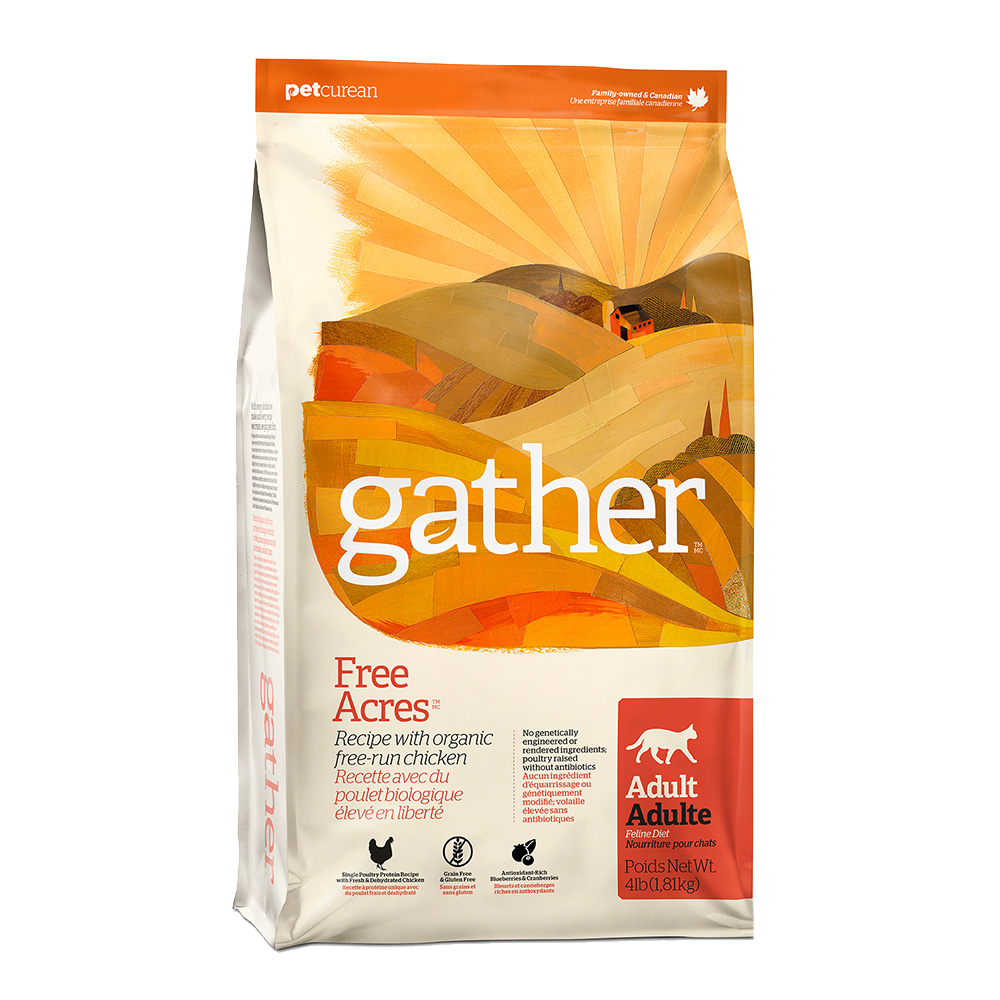 petcurean
Family-owned & Canadian
Une entreprise familiale canadienne
gather
TM
MC
Free
Acres
TM
MC
Recipe with organic
free-run chicken
Recette avec du
poulet biologique
élevé en liberté
No genetically
engineered or
rendered ingredients;
poultry raised
without antibiotics
Aucun ingrédient
d'équarrissage ou
génétiquement
modifié; volaille
élevée sans
antibiotiques
Adult
Adulte
Feline Diet
Nourriture pour chats
Poids Net Wt.
4lb (1,81kg)
Single Poultry Protein Recipe
with Fresh & Dehydrated Chicken
Recette à protéine unique avec
du poulet frais et déshydraté
Grain Free
& Gluten Free
Sans grains et
sans gluten
Antioxidant-Rich
Blueberries & Cranberries
Bleuets et canneberges
riches en antioxydants
gather